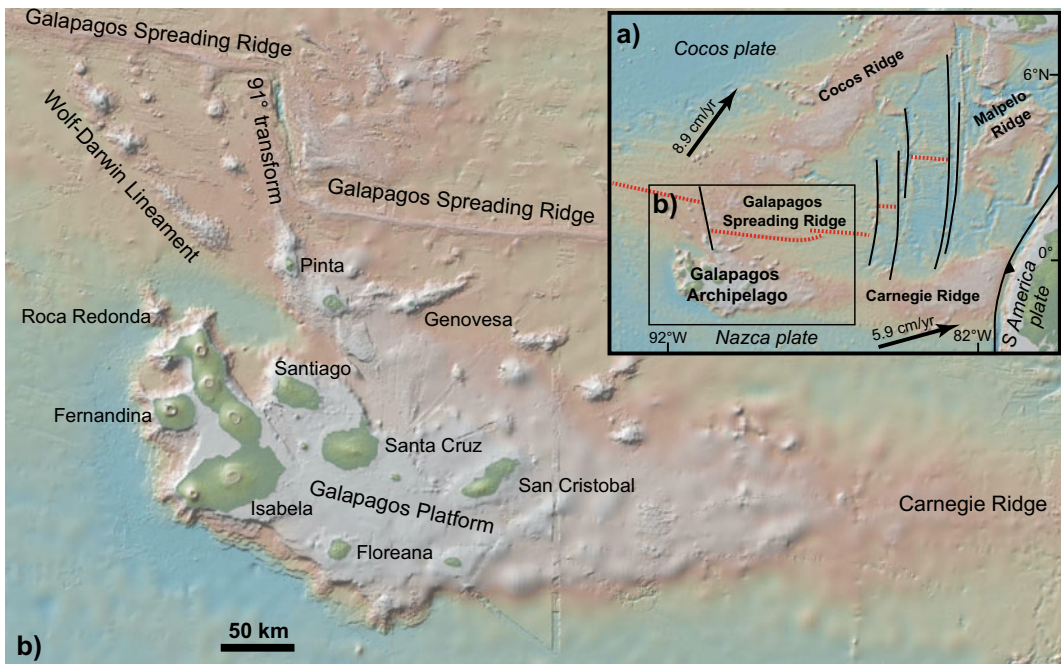 Galapagos Spreading Ridge
91° transform
Wolf-Darwin Lineament
Galapagos Spreading Ridge
Pinta
Roca Redonda
Genovesa
Santiago
Fernandina
Santa Cruz
San Cristobal
Isabela
Galapagos Platform
Carnegie Ridge
Floreana
50 km
b)
a)
Cocos plate
6°N
Cocos Ridge
Malpelo
Ridge
8.9 cm/yr
b)
Galapagos
Spreading Ridge
0°
Galapagos
Archipelago
Carnegie Ridge
S America
plate
5.9 cm/yr
92°W
Nazca plate
82°W